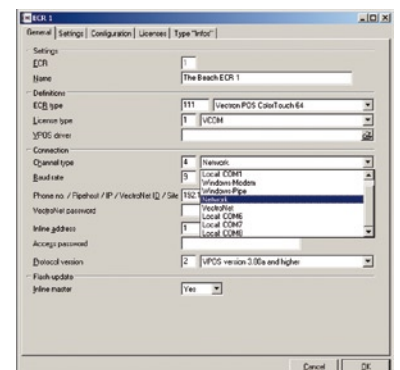 ECR 1
General Settings Configuration Licenses Type "Infos"
Settings
ECR 1
Name The Beach ECR 1
Definitions
ECR type 111 Vectron POS ColorTouch 64
Licence type 1 VCOM
VPOS driver
Connection
Channel type 4 Network
Baud rate 9
Local: COM1
Windows-Modem
Windows-Pipe
Network
VectroNet
Local: COM6
Local: COM7
Local: COM8
Phone no. / Pipehost / IP / VectroNet ID / Site 192.1
VectroNet password
Inline address 1
Access password
Protocol version 2 VPOS version 3.00a and higher
Flash-update
Inline master Yes
Cancel OK